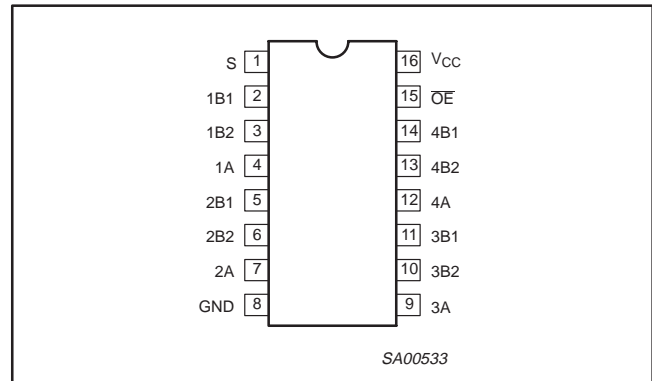 S 1 16 VCC
1B1 2 15 O̅E̅ 
1B2 3 14 4B1
1A 4 13 4B2
2B1 5 12 4A
2B2 6 11 3B1
2A 7 10 3B2
GND 8 9 3A
SA00533